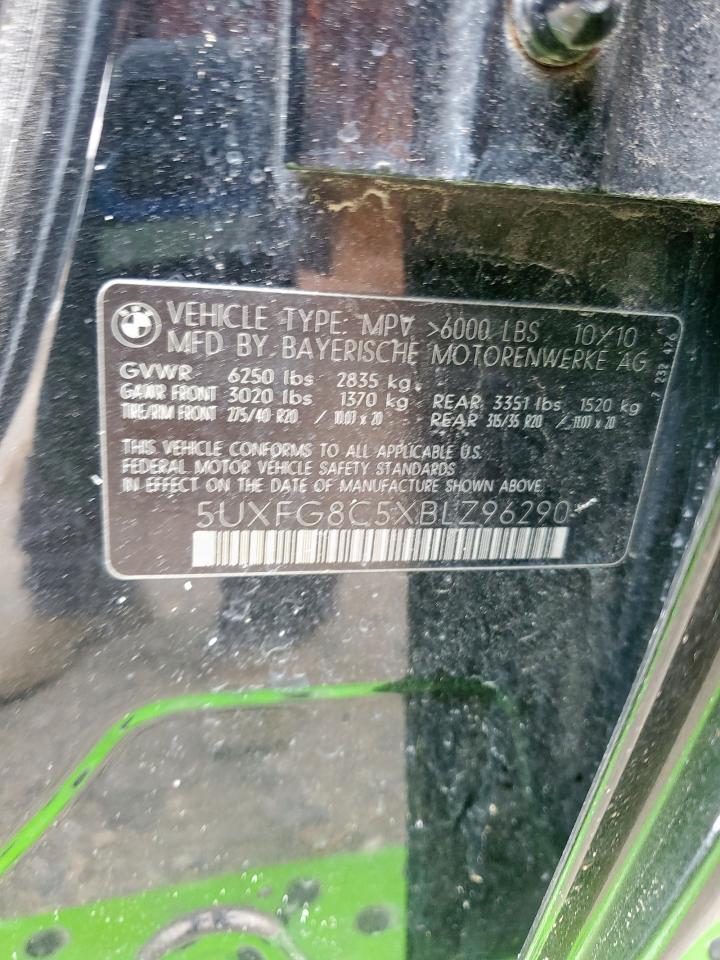 VEHICLE TYPE: MPV >6000 LBS 10/10
MFD BY BAYERISCHE MOTORENWERKE AG
GVWR 6250 lbs 2835 kg
GAWR FRONT 3020 lbs 1370 kg REAR 3351 lbs 1520 kg
TIRE/RIM FRONT 275/40 R20 / 10.0J x 20 REAR 315/35 R20 / 11.0J x 20
THIS VEHICLE CONFORMS TO ALL APPLICABLE U.S.
FEDERAL MOTOR VEHICLE SAFETY STANDARDS
IN EFFECT ON THE DATE OF MANUFACTURE SHOWN ABOVE.
5UXFG8C5XBLZ96290
7 232 426